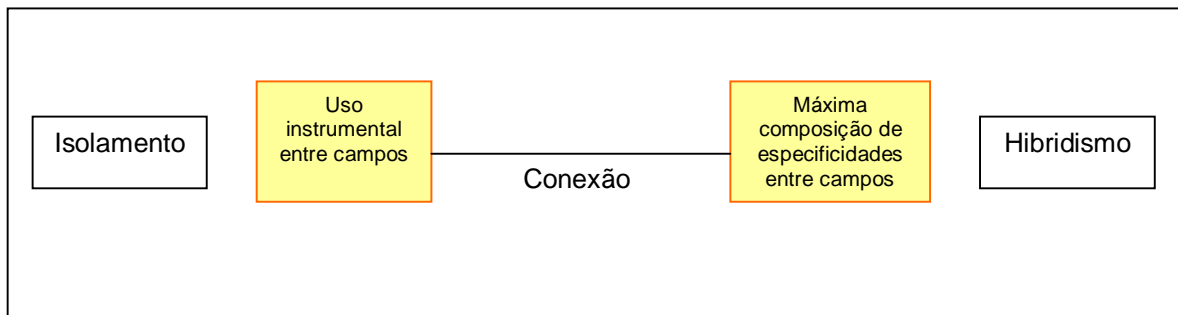 Isolamento
Uso
instrumental
entre campos
Conexão
Máxima
composição de
especificidades
entre campos
Hibridismo